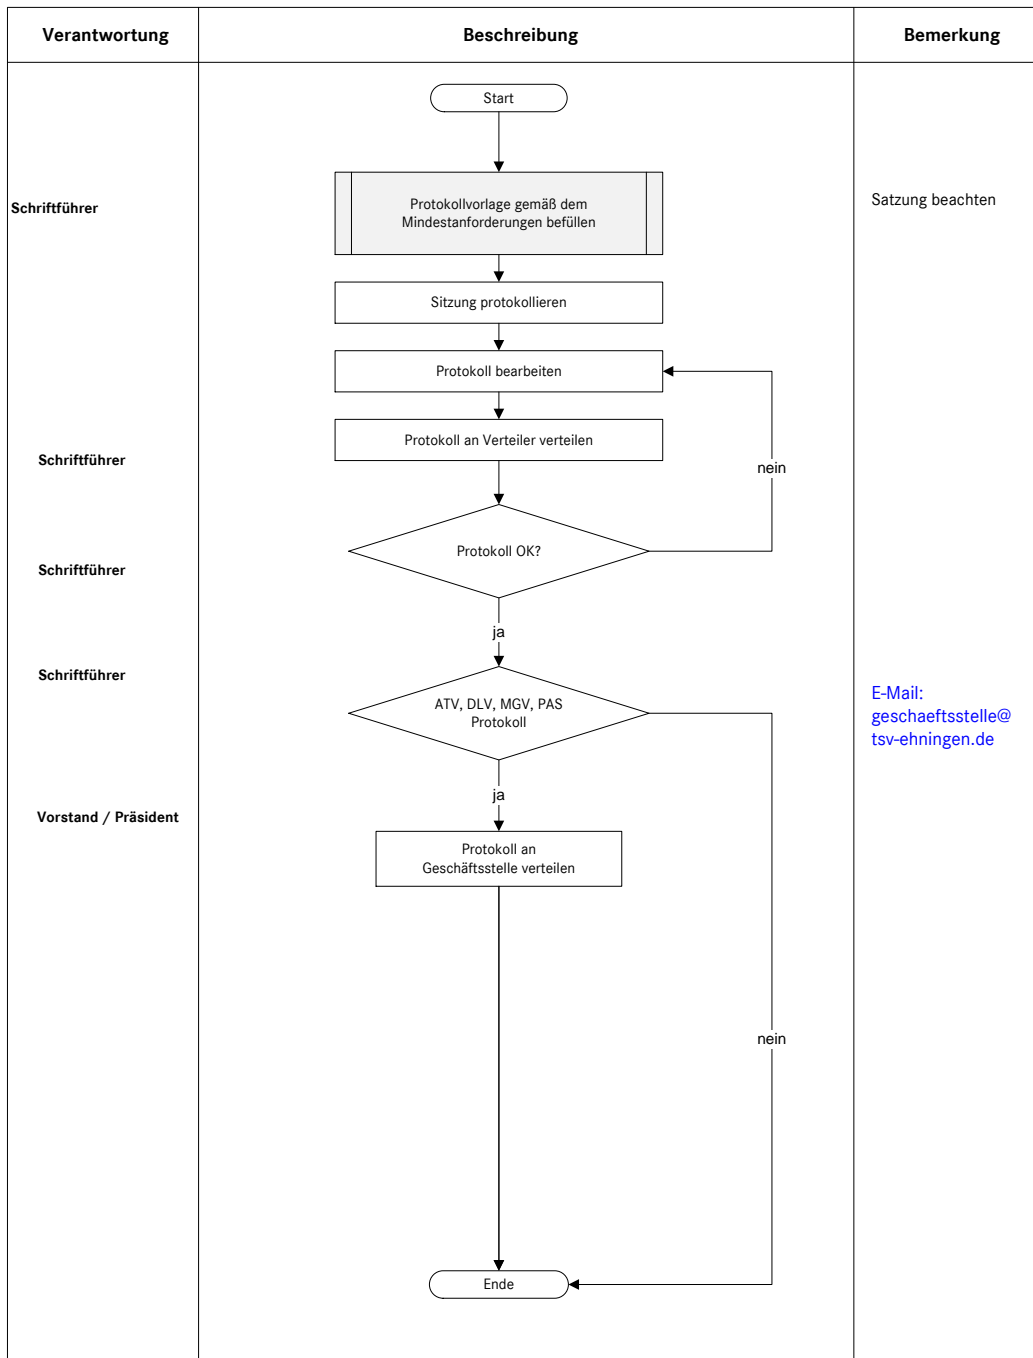 Verantwortung
Beschreibung
Bemerkung
Start
Schriftführer
Protokollvorlage gemäß dem
Mindestanforderungen befüllen
Satzung beachten
Sitzung protokollieren
Protokoll bearbeiten
Protokoll an Verteiler verteilen
Schriftführer
nein
Protokoll OK?
Schriftführer
ja
Schriftführer
ATV, DLV, MGV, PAS
Protokoll
E-Mail:
geschaeftsstelle@
tsv-ehningen.de
ja
Vorstand / Präsident
Protokoll an
Geschäftsstelle verteilen
nein
Ende